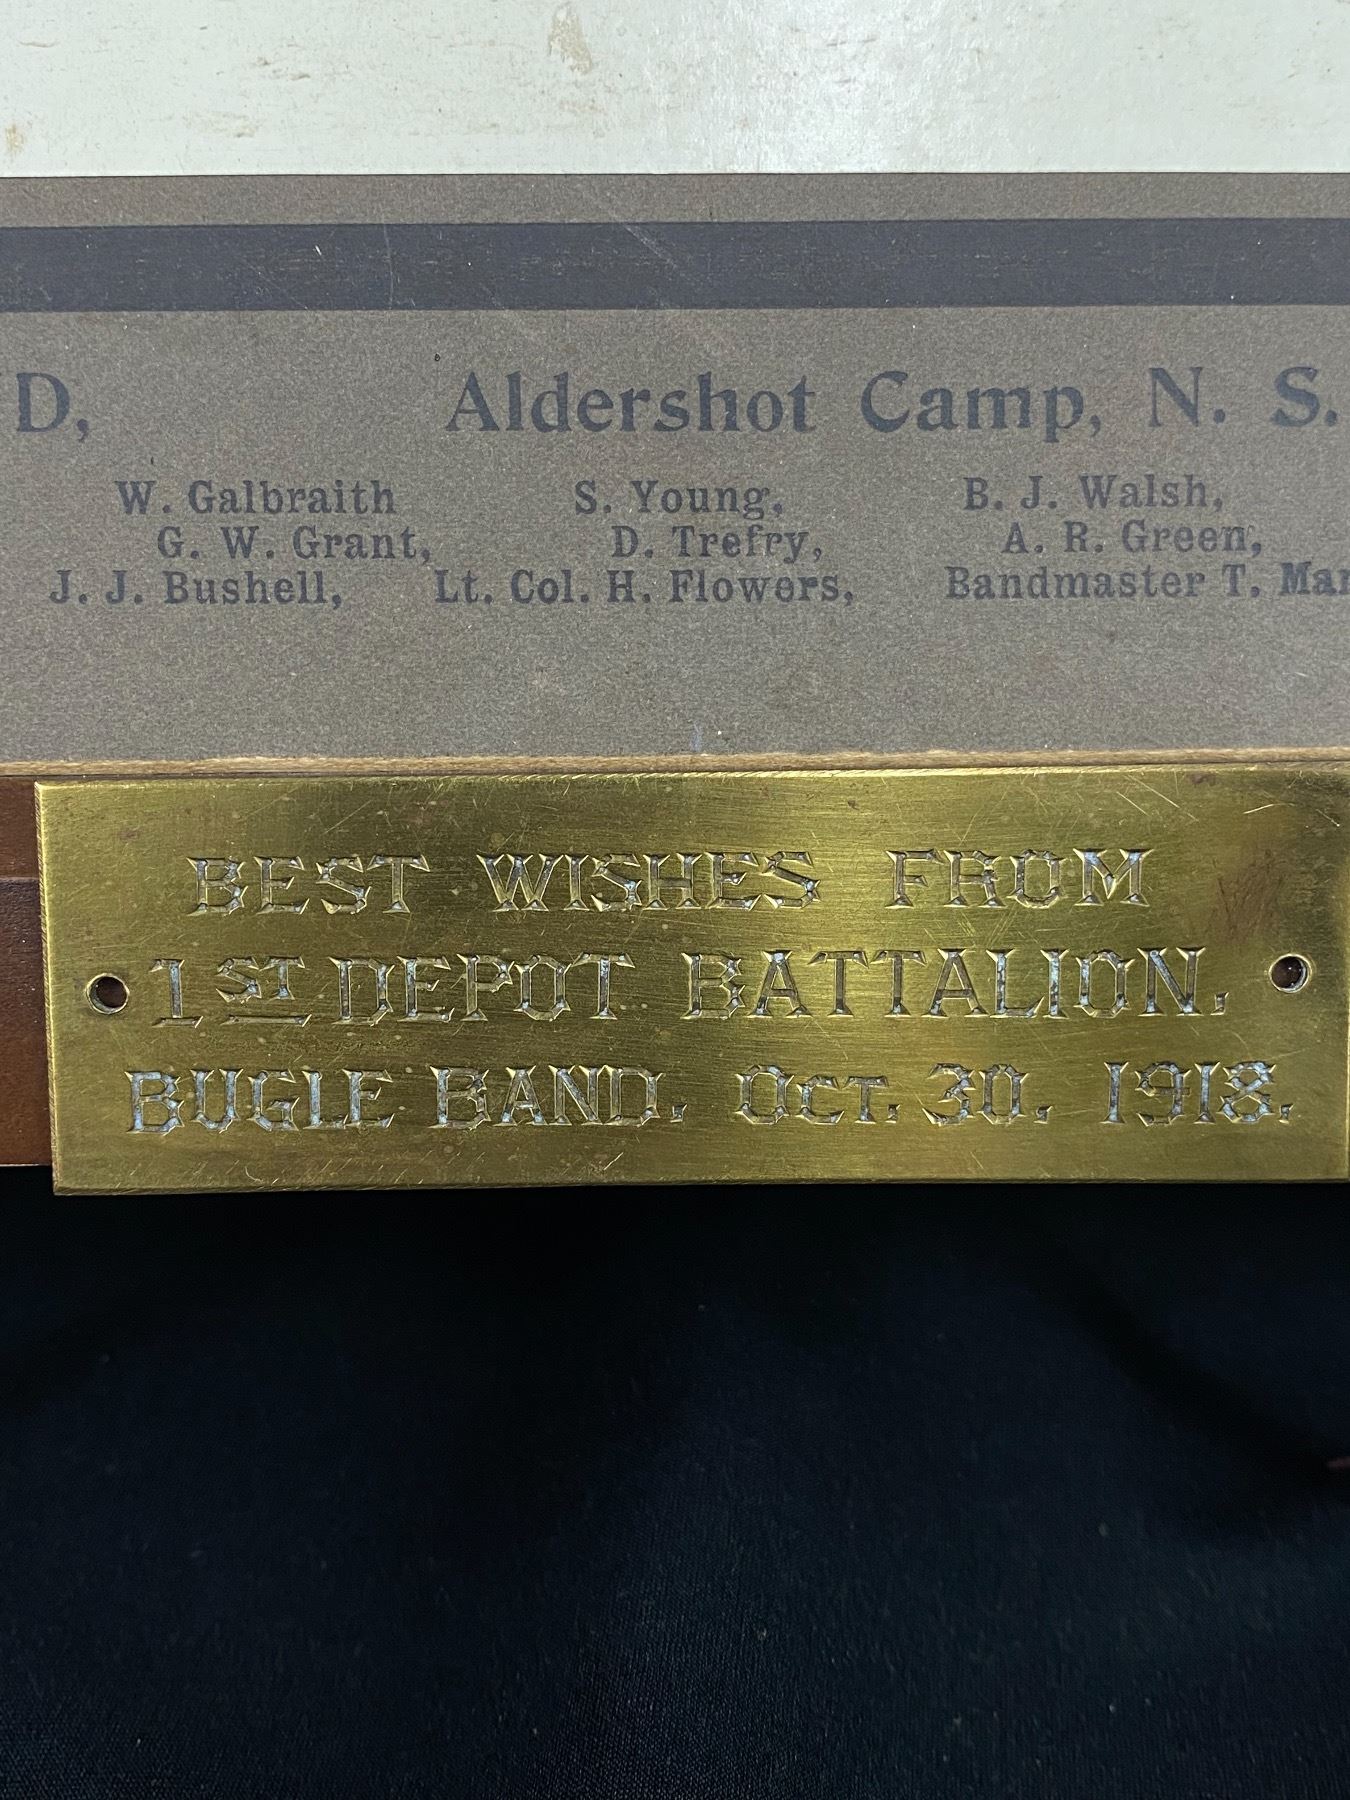 D, Aldershot Camp, N. S.
W. Galbraith S. Young, B. J. Walsh,
G. W. Grant, D. Trefry, A. R. Green,
J. J. Bushell, Lt. Col. H. Flowers, Bandmaster T. Mar
BEST WISHES FROM
1ST DEPOT BATTALION.
BUGLE BAND. OCT. 30. 1918.